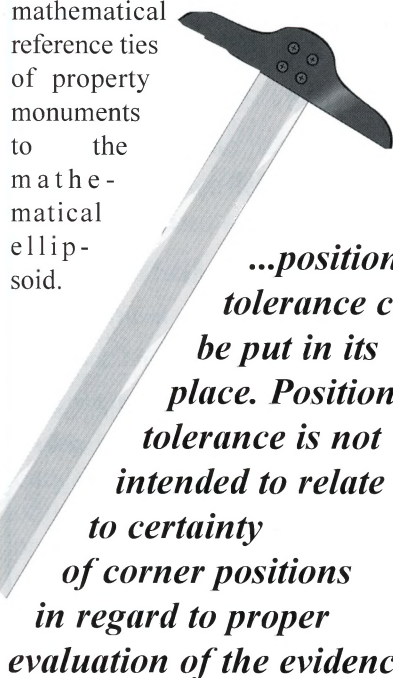 mathematical
reference ties
of property
monuments
to the
mathe-
matical
ellip-
soid.
...position
tolerance c
be put in its
place. Position
tolerance is not
intended to relate
to certainty
of corner positions
in regard to proper
evaluation of the evidenc